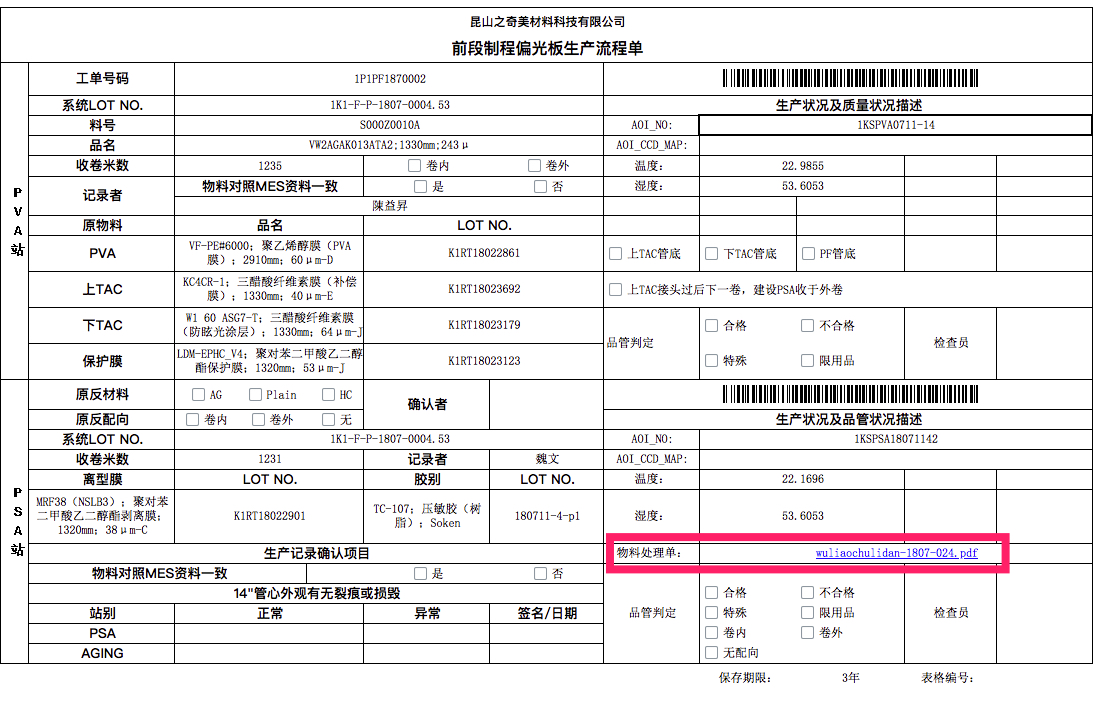 昆山之奇美材料科技有限公司
前段制程偏光板生产流程单
PVA站
工单号码 1P1PF1870002
系统LOT NO. 1K1-F-P-1807-0004.53 生产状况及质量状况描述
料号 S000Z0010A AOI_NO: 1KSPVA0711-14
品名 VW2AGAK013ATA2;1330mm;243μ AOI_CCD_MAP:
收卷米数 1235 卷内 卷外 温度: 22.9855
记录者 物料对照MES资料一致 是 否 湿度: 53.6053
陳益昇
原物料 品名 LOT NO.
PVA VF-PE#6000; 聚乙烯醇膜(PVA
膜); 2910mm; 60μm-D K1RT18022861 上TAC管底 下TAC管底 PF管底
上TAC KC4CR-1; 三醋酸纤维素膜(补偿
膜); 1330mm; 40μm-E K1RT18023692 上TAC接头过后下一卷, 建设PSA收于外卷
下TAC W1 60 ASG7-T; 三醋酸纤维素膜
(防眩光涂层); 1330mm; 64μm-J K1RT18023179 品管判定 合格 不合格 检查员
保护膜 LDM-EPHC_V4; 聚对苯二甲酸乙二醇
酯保护膜; 1320mm; 53μm-J K1RT18023123 特殊 限用品
PSA站
原反材料 AG Plain HC 确认者
原反配向 卷内 卷外 无 生产状况及品管状况描述
系统LOT NO. 1K1-F-P-1807-0004.53 AOI_NO: 1KSPSA18071142
收卷米数 1231 记录者 魏文 AOI_CCD_MAP:
离型膜 LOT NO. 胶别 LOT NO. 温度: 22.1696
MRF38(NSLB3); 聚对苯
二甲酸乙二醇酯剥离膜;
1320mm; 38μm-C K1RT18022901 TC-107; 压敏胶(树
脂); Soken 180711-4-p1 湿度: 53.6053
生产记录确认项目 物料处理单: wuliaochulidan-1807-024.pdf
物料对照MES资料一致 是 否
14"管心外观有无裂痕或损毁 品管判定 合格 不合格 检查员
站别 正常 异常 签名/日期 特殊 限用品
PSA 卷内 卷外
AGING 无配向
保存期限: 3年 表格编号: